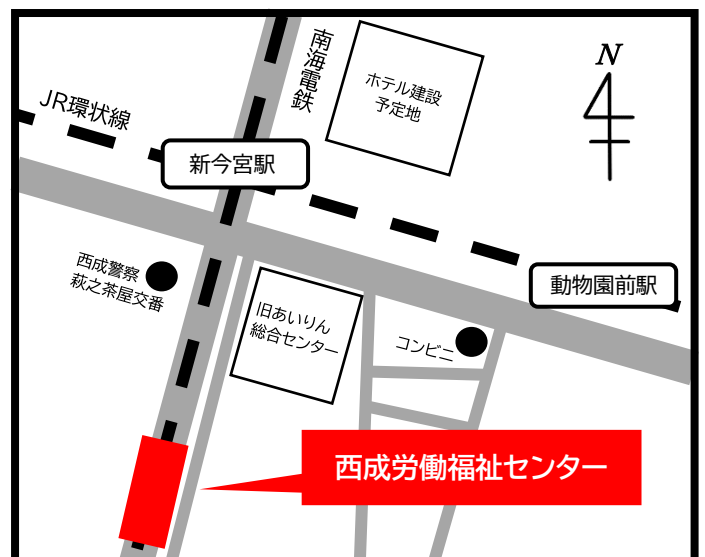 南海電鉄
ホテル建設
予定地
N
JR環状線
新今宮駅
西成警察
萩之茶屋交番
動物園前駅
旧あいりん
総合センター
コンビニ
西成労働福祉センター